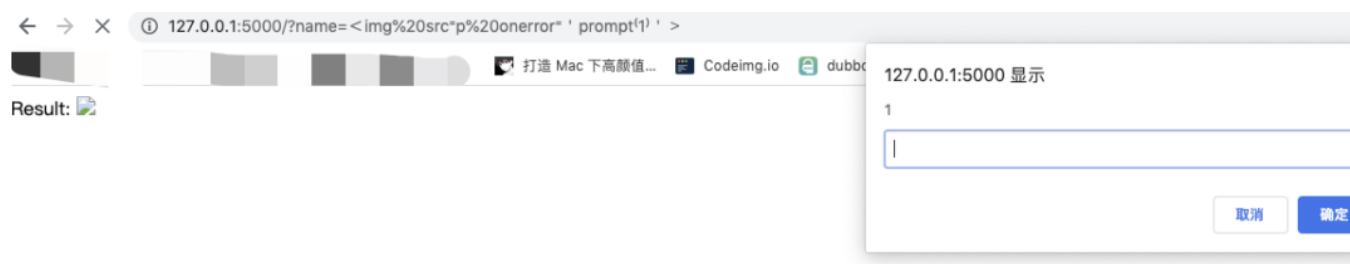 127.0.0.1:5000/?name=＜img%20src⁼p%20onerror⁼＇prompt⁽1⁾＇﹥
打造 Mac 下高颜值...
Codeimg.io
dubbo
127.0.0.1:5000 显示
1
Result:
取消
确定